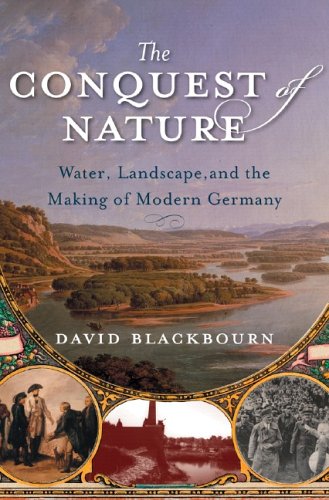 The
CONQUEST of
NATURE
Water, Landscape, and the
Making of Modern Germany
DAVID BLACKBOURN